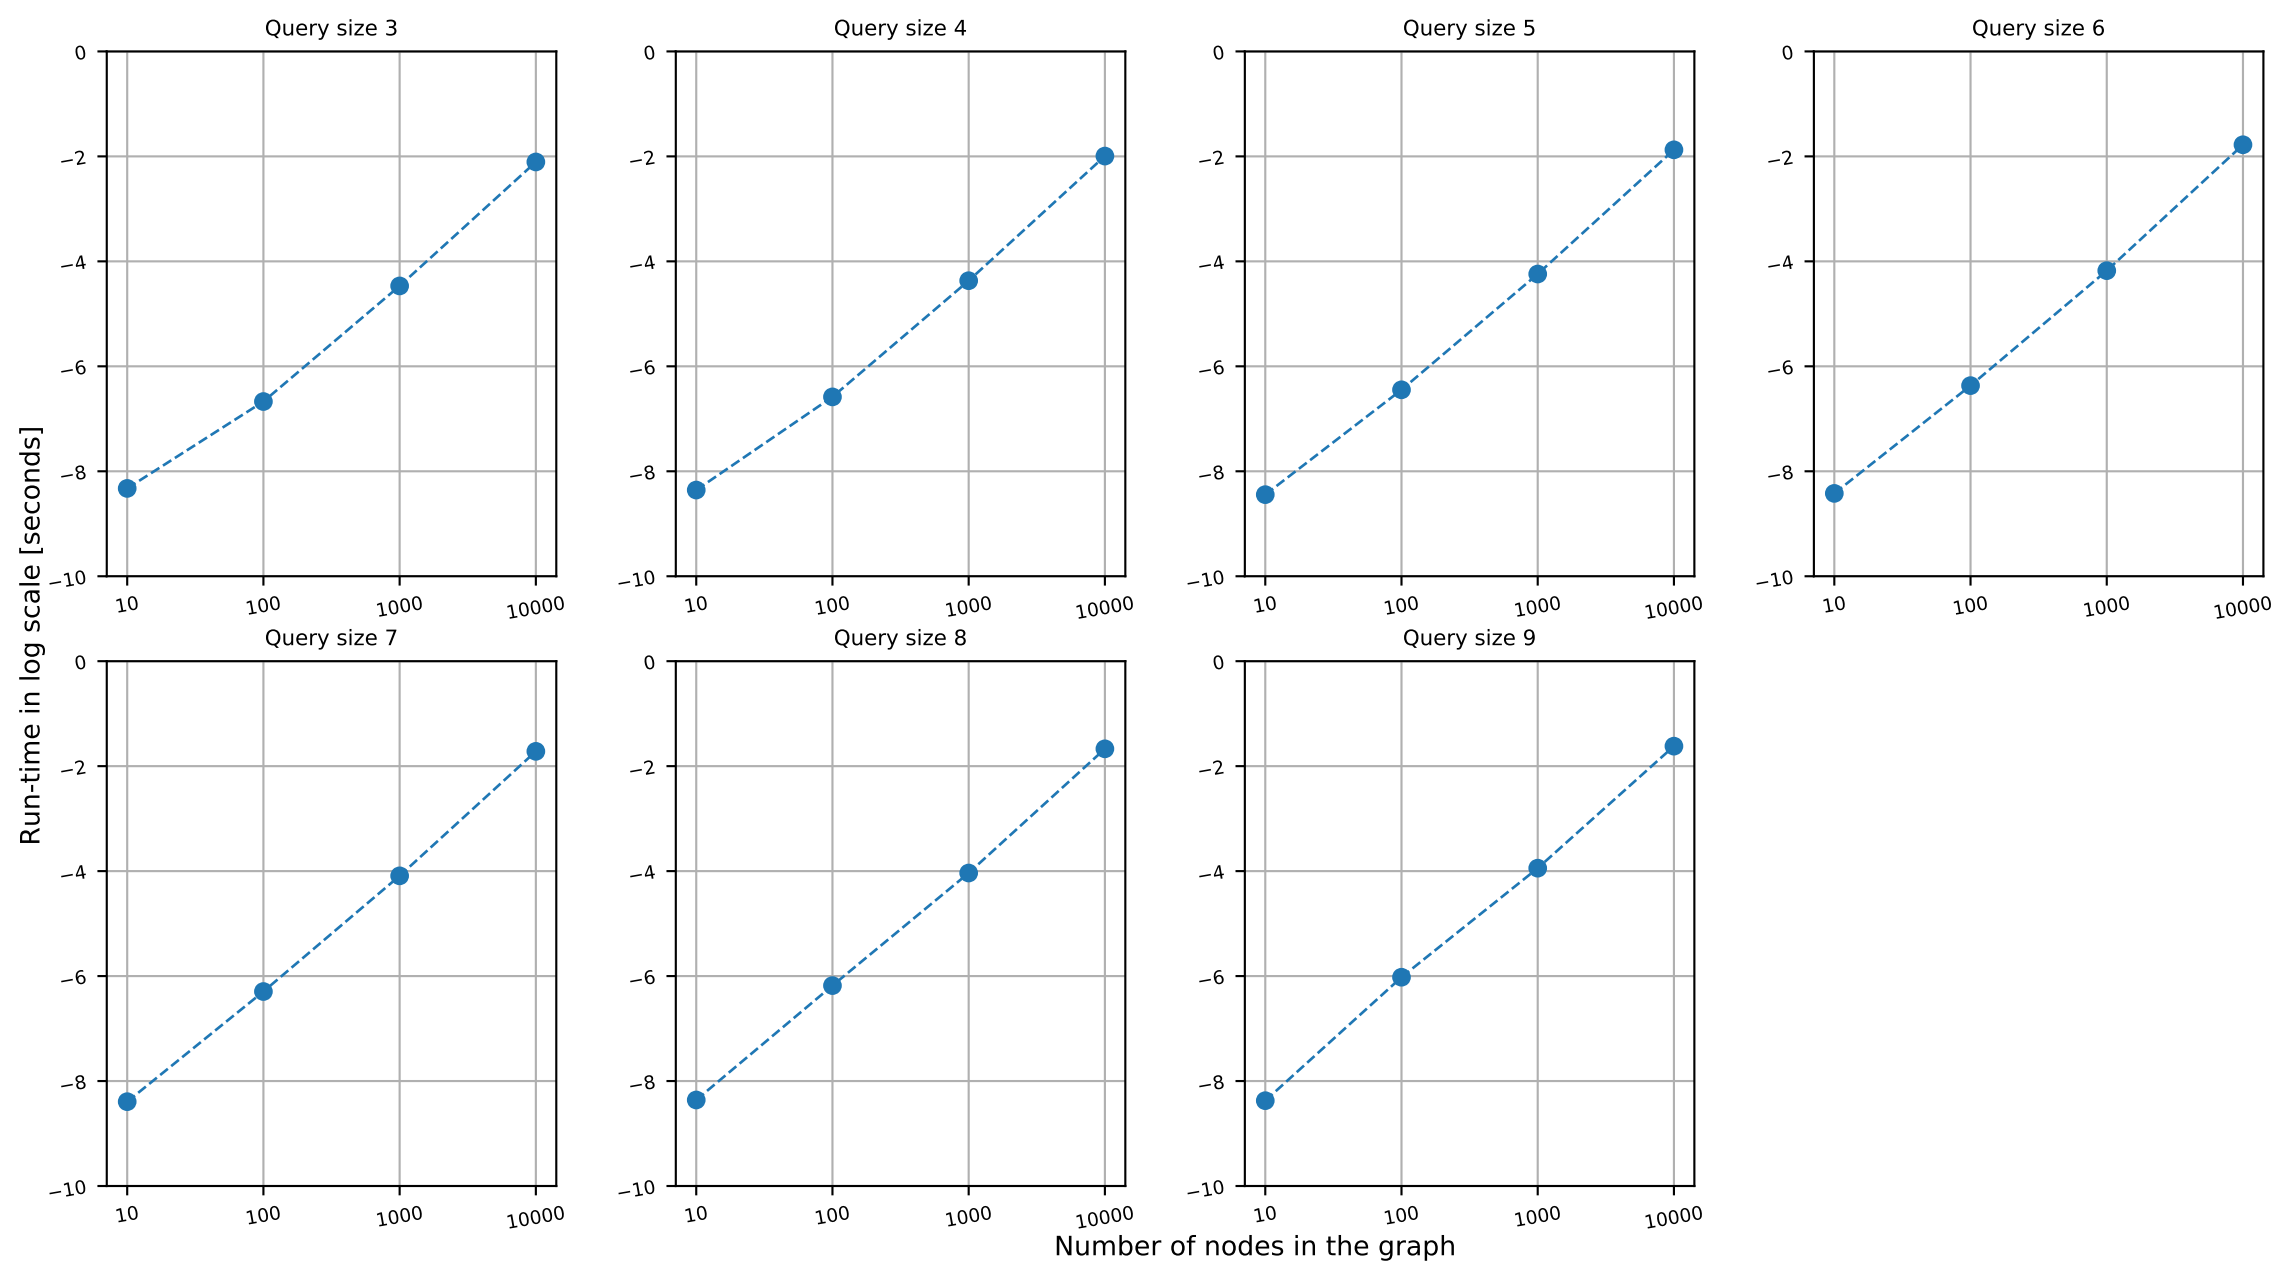 Query size 3
Query size 4
Query size 5
Query size 6
0
−2
−4
−6
−8
−10
0
−2
−4
−6
−8
−10
0
−2
−4
−6
−8
−10
0
−2
−4
−6
−8
−10
10 100 1000 10000
10 100 1000 10000
10 100 1000 10000
10 100 1000 10000
Run-time in log scale [seconds]
Query size 7
Query size 8
Query size 9
0
−2
−4
−6
−8
−10
0
−2
−4
−6
−8
−10
0
−2
−4
−6
−8
−10
10 100 1000 10000
10 100 1000 10000
10 100 1000 10000
Number of nodes in the graph